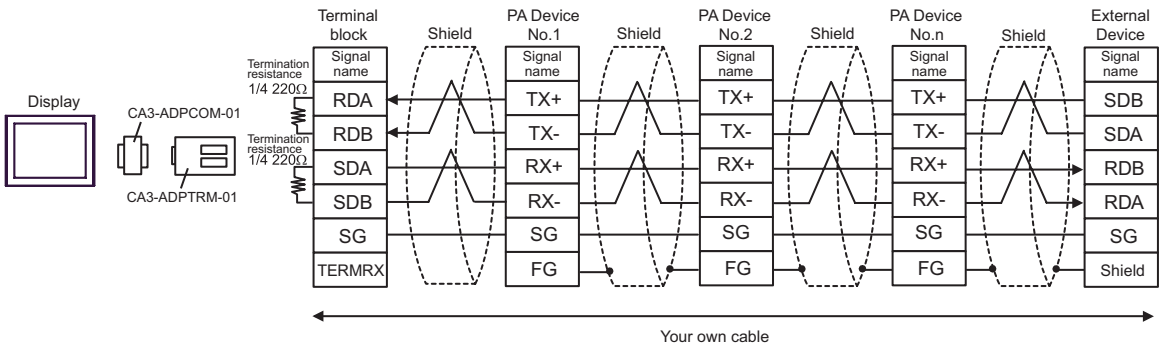 Terminal
block
Shield
PA Device
No.1
Shield
PA Device
No.2
Shield
PA Device
No.n
Shield
External
Device
Display
CA3-ADPCOM-01
CA3-ADPTRM-01
Termination
resistance
1/4 220Ω
Termination
resistance
1/4 220Ω
Signal
name
RDA
RDB
SDA
SDB
SG
TERMRX
Signal
name
TX+
TX-
RX+
RX-
SG
FG
Signal
name
TX+
TX-
RX+
RX-
SG
FG
Signal
name
TX+
TX-
RX+
RX-
SG
FG
Signal
name
SDB
SDA
RDB
RDA
SG
Shield
Your own cable